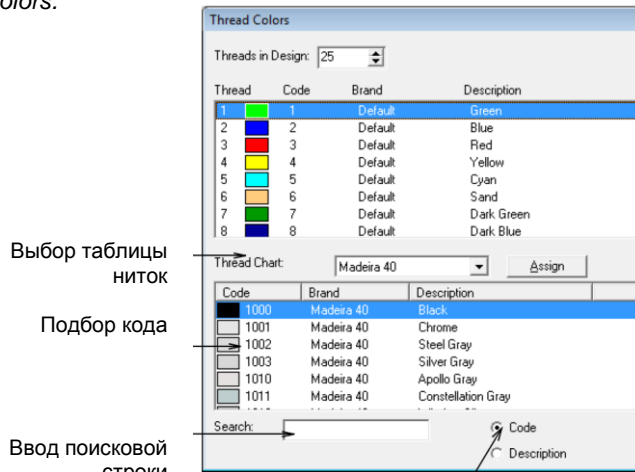 olors.
Thread Colors
Threads in Design: 25
Thread Code Brand Description
1 1 Default Green
2 2 Default Blue
3 3 Default Red
4 4 Default Yellow
5 5 Default Cyan
6 6 Default Sand
7 7 Default Dark Green
8 8 Default Dark Blue
Выбор таблицы
ниток
Thread Chart: Madeira 40 Assign
Code Brand Description
1000 Madeira 40 Black
Подбор кода
1001 Madeira 40 Chrome
1002 Madeira 40 Steel Gray
1003 Madeira 40 Silver Gray
1010 Madeira 40 Apollo Gray
1011 Madeira 40 Constellation Gray
Search:
Code
Description
Ввод поисковой
строки